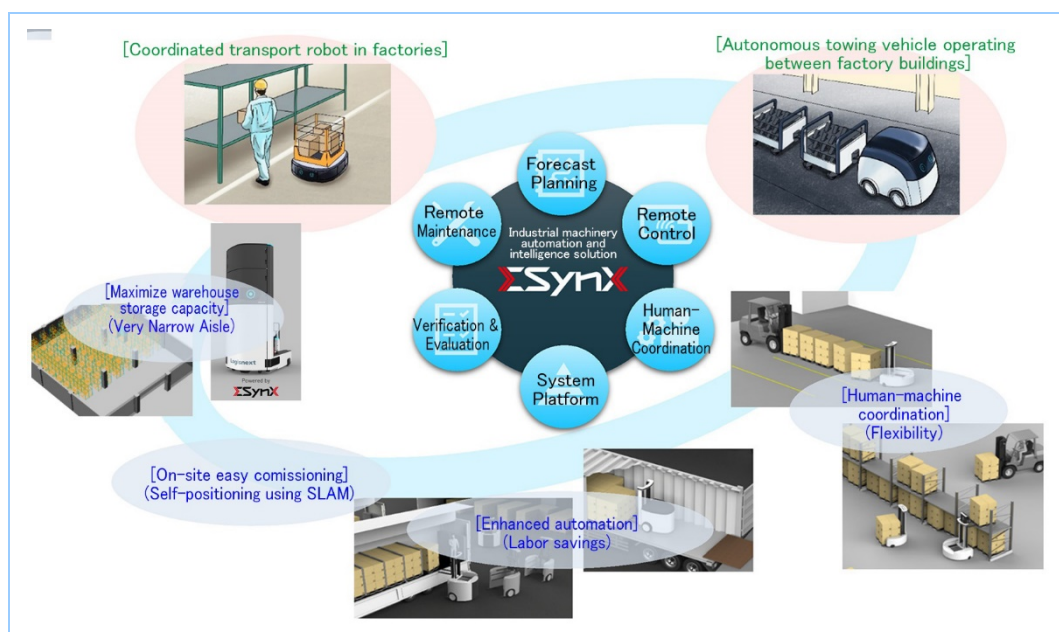 [Coordinated transport robot in factories]
[Autonomous towing vehicle operating
between factory buildings]
Forecast
Planning
Remote
Maintenance
Remote
Control
Industrial machinery
automation and
intelligence solution
ΣSynX
Verification &
Evaluation
Human-
Machine
Coordination
System
Platform
[Maximize warehouse
storage capacity]
(Very Narrow Aisle)
logisnext
Powered by
ΣSynX
[Human-machine
coordination]
(Flexibility)
[On-site easy comissioning]
(Self-positioning using SLAM)
[Enhanced automation]
(Labor savings)